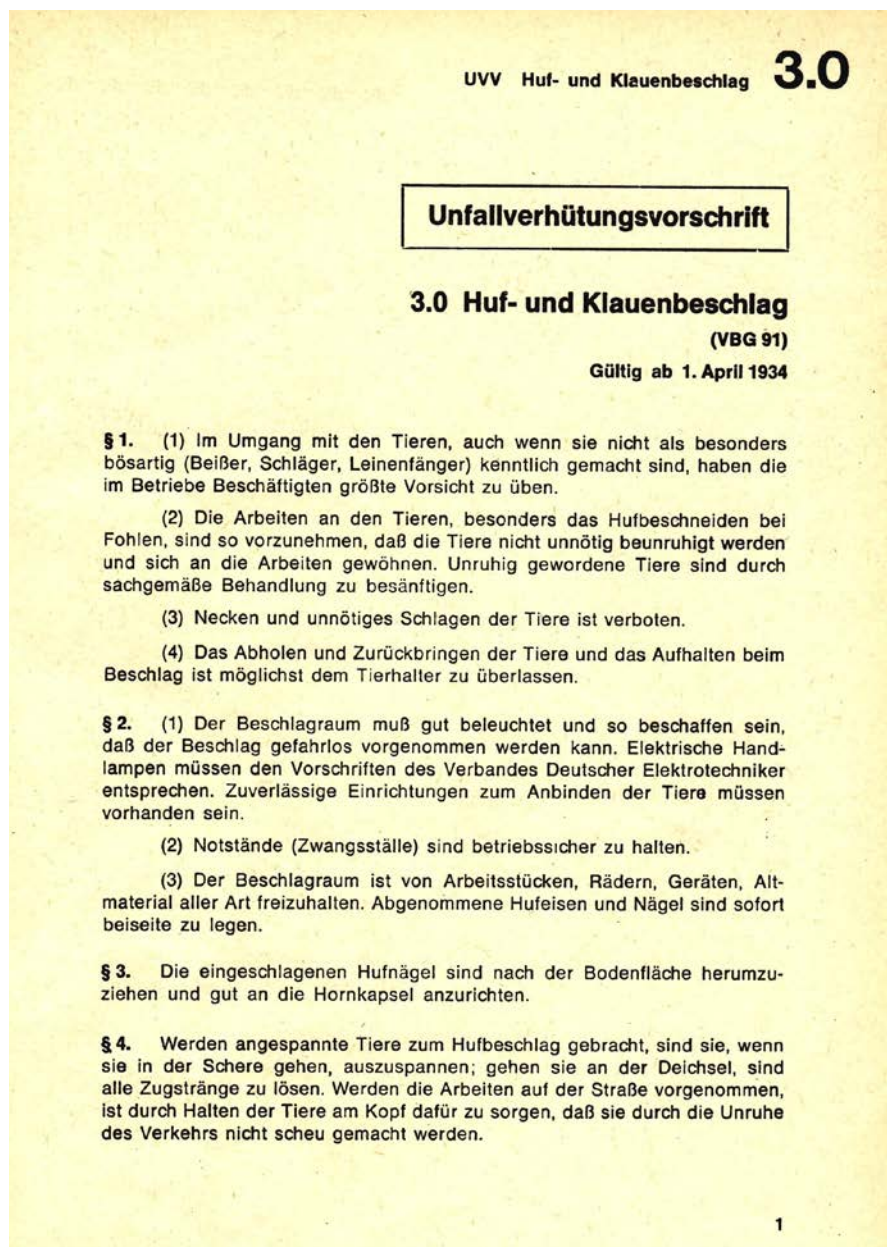 UVV Huf- und Klauenbeschlag 3.0
Unfallverhütungsvorschrift
3.0 Huf- und Klauenbeschlag
(VBG 91)
Gültig ab 1. April 1934
§ 1. (1) Im Umgang mit den Tieren, auch wenn sie nicht als besonders
bösartig (Beißer, Schläger, Leinenfänger) kenntlich gemacht sind, haben die
im Betriebe Beschäftigten größte Vorsicht zu üben.
(2) Die Arbeiten an den Tieren, besonders das Hufbeschneiden bei
Fohlen, sind so vorzunehmen, daß die Tiere nicht unnötig beunruhigt werden
und sich an die Arbeiten gewöhnen. Unruhig gewordene Tiere sind durch
sachgemäße Behandlung zu besänftigen.
(3) Necken und unnötiges Schlagen der Tiere ist verboten.
(4) Das Abholen und Zurückbringen der Tiere und das Aufhalten beim
Beschlag ist möglichst dem Tierhalter zu überlassen.
§ 2. (1) Der Beschlagraum muß gut beleuchtet und so beschaffen sein,
daß der Beschlag gefahrlos vorgenommen werden kann. Elektrische Hand-
lampen müssen den Vorschriften des Verbandes Deutscher Elektrotechniker
entsprechen. Zuverlässige Einrichtungen zum Anbinden der Tiere müssen
vorhanden sein.
(2) Notstände (Zwangsställe) sind betriebssicher zu halten.
(3) Der Beschlagraum ist von Arbeitsstücken, Rädern, Geräten, Alt-
material aller Art freizuhalten. Abgenommene Hufeisen und Nägel sind sofort
beiseite zu legen.
§ 3. Die eingeschlagenen Hufnägel sind nach der Bodenfläche herumzu-
ziehen und gut an die Hornkapsel anzurichten.
§ 4. Werden angespannte Tiere zum Hufbeschlag gebracht, sind sie, wenn
sie in der Schere gehen, auszuspannen; gehen sie an der Deichsel, sind
alle Zugstränge zu lösen. Werden die Arbeiten auf der Straße vorgenommen,
ist durch Halten der Tiere am Kopf dafür zu sorgen, daß sie durch die Unruhe
des Verkehrs nicht scheu gemacht werden.
1